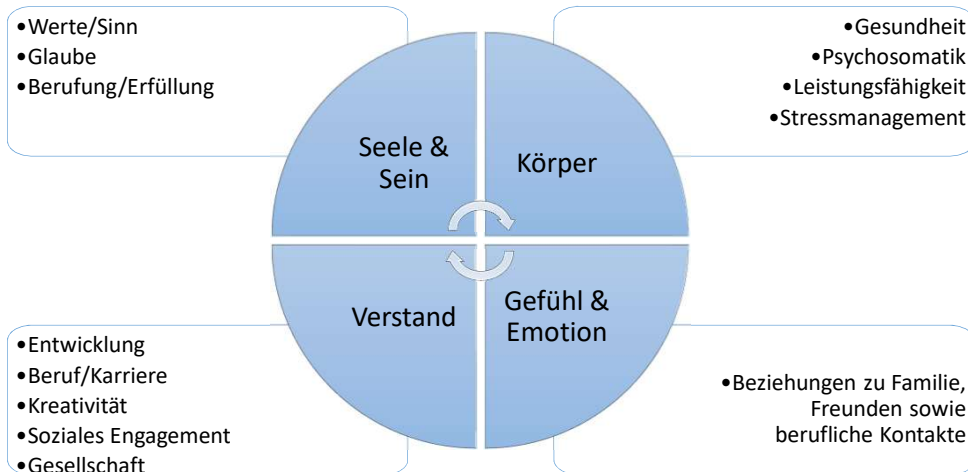 •Werte/Sinn
•Glaube
•Berufung/Erfüllung
•Gesundheit
•Psychosomatik
•Leistungsfähigkeit
•Stressmanagement
Seele &
Sein
Körper
Verstand
Gefühl &
Emotion
•Entwicklung
•Beruf/Karriere
•Kreativität
•Soziales Engagement
•Gesellschaft
•Beziehungen zu Familie,
Freunden sowie
berufliche Kontakte